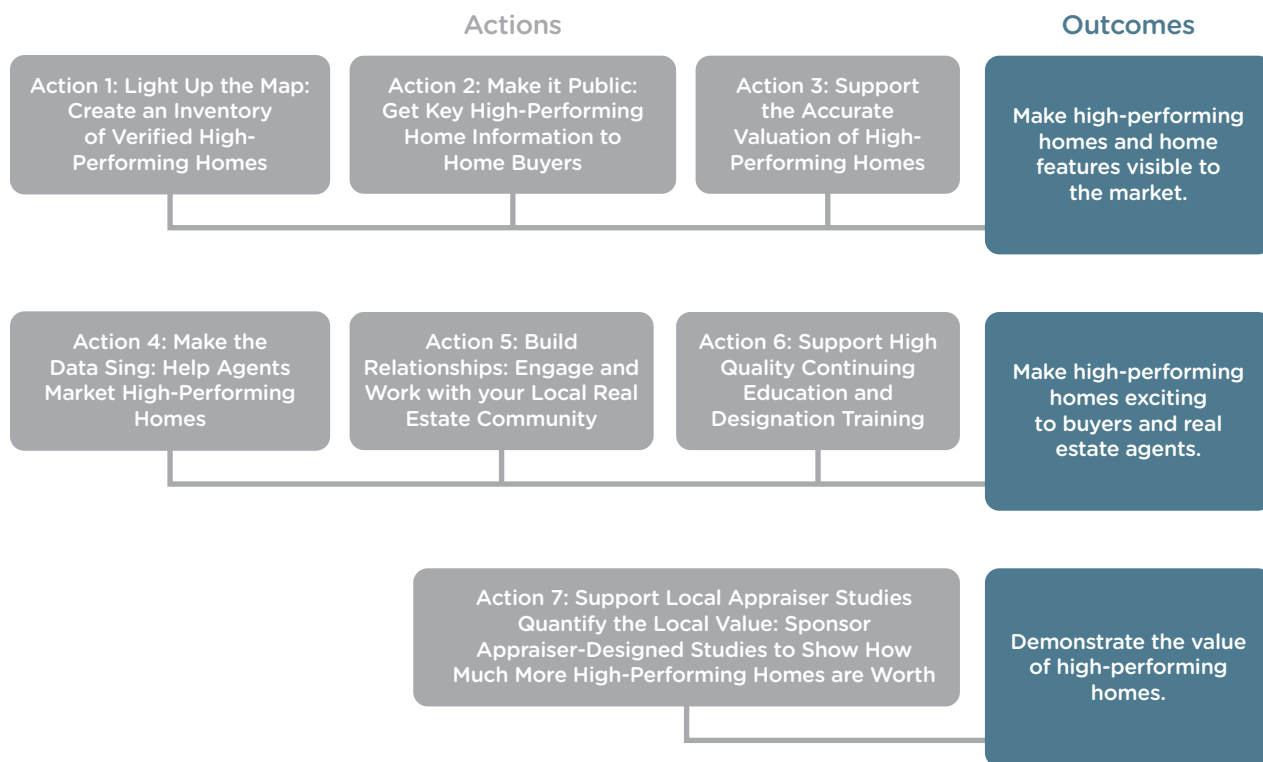 Actions
Outcomes
Action 1: Light Up the Map:
Create an Inventory
of Verified High-
Performing Homes
Action 2: Make it Public:
Get Key High-Performing
Home Information to
Home Buyers
Action 3: Support
the Accurate
Valuation of High-
Performing Homes
Make high-performing
homes and home
features visible to
the market.
Action 4: Make the
Data Sing: Help Agents
Market High-Performing
Homes
Action 5: Build
Relationships: Engage and
Work with your Local Real
Estate Community
Action 6: Support High
Quality Continuing
Education and
Designation Training
Make high-performing
homes exciting
to buyers and real
estate agents.
Action 7: Support Local Appraiser Studies
Quantify the Local Value: Sponsor
Appraiser-Designed Studies to Show How
Much More High-Performing Homes are Worth
Demonstrate the value
of high-performing
homes.